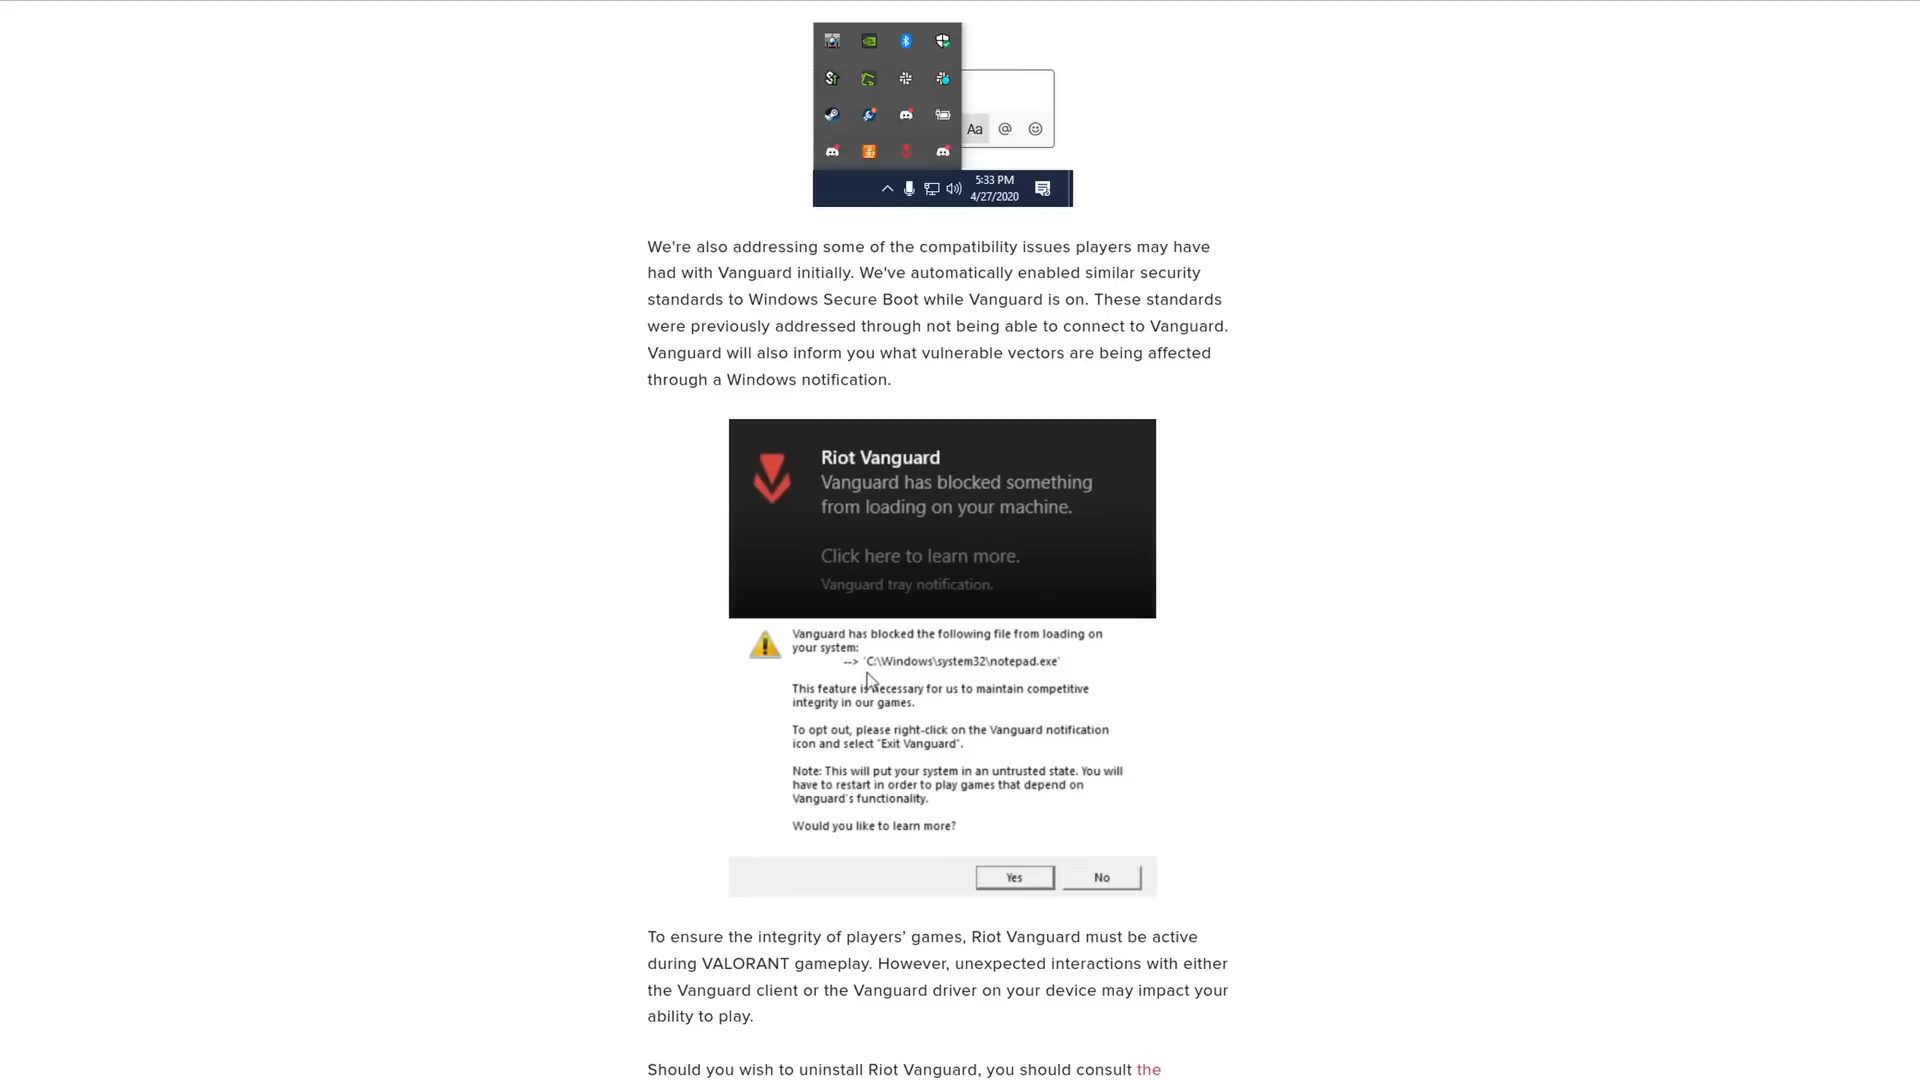 Aa @
5:33 PM
4/27/2020
We're also addressing some of the compatibility issues players may have
had with Vanguard initially. We've automatically enabled similar security
standards to Windows Secure Boot while Vanguard is on. These standards
were previously addressed through not being able to connect to Vanguard.
Vanguard will also inform you what vulnerable vectors are being affected
through a Windows notification.
Riot Vanguard
Vanguard has blocked something
from loading on your machine.
Click here to learn more.
Vanguard tray notification.
Vanguard has blocked the following file from loading on
your system:
--> 'C:\Windows\system32\notepad.exe'
This feature is necessary for us to maintain competitive
integrity in our games.
To opt out, please right-click on the Vanguard notification
icon and select "Exit Vanguard".
Note: This will put your system in an untrusted state. You will
have to restart in order to play games that depend on
Vanguard's functionality.
Would you like to learn more?
Yes No
To ensure the integrity of players’ games, Riot Vanguard must be active
during VALORANT gameplay. However, unexpected interactions with either
the Vanguard client or the Vanguard driver on your device may impact your
ability to play.
Should you wish to uninstall Riot Vanguard, you should consult the